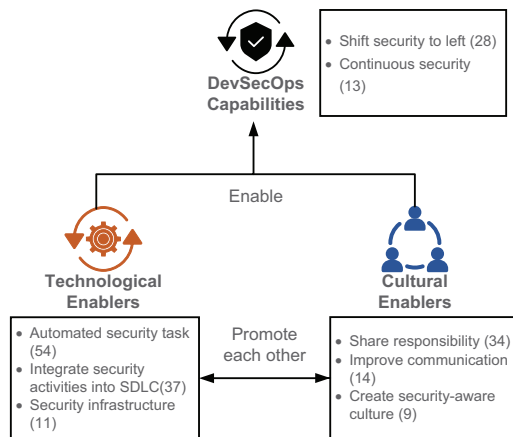 DevSecOps
Capabilities
• Shift security to left (28)
• Continuous security
(13)
Enable
Technological
Enablers
• Automated security task
(54)
• Integrate security
activities into SDLC(37)
• Security infrastructure
(11)
Promote
each other
Cultural
Enablers
• Share responsibility (34)
• Improve communication
(14)
• Create security-aware
culture (9)